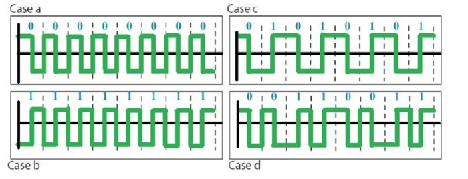 Case a
0 0 0 0 0 0 0 0
Case c
0 1 0 1 0 1 0 1
1 1 1 1 1 1 1 1
Case b
0 0 1 1 0 0 1 1
Case d